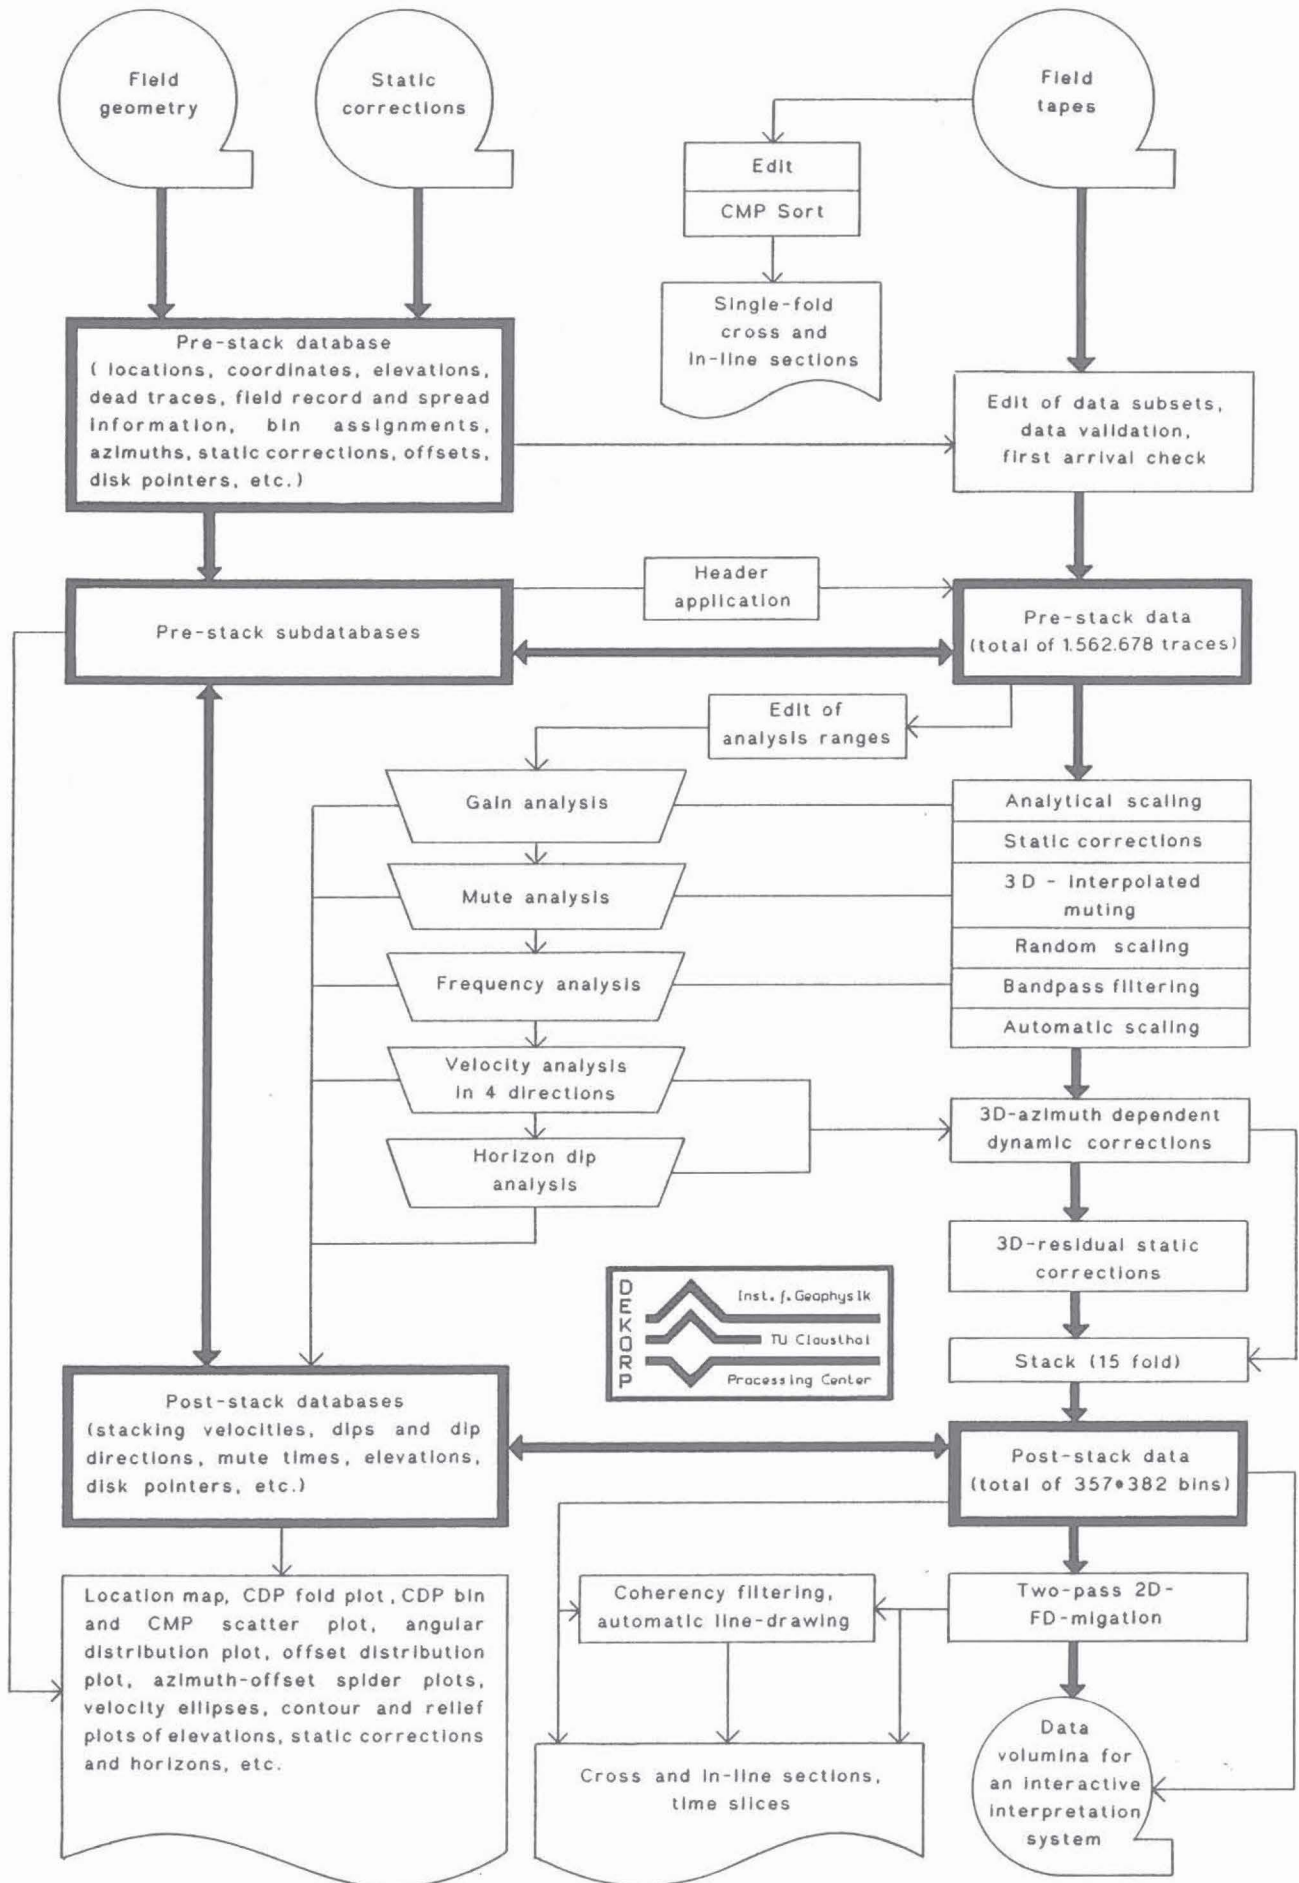 Field
geometry
Static
corrections
Field
tapes
Edit
CMP Sort
Single-fold
cross and
in-line sections
Pre-stack database
( locations, coordinates, elevations,
dead traces, field record and spread
information, bin assignments,
azimuths, static corrections, offsets,
disk pointers, etc.)
Edit of data subsets,
data validation,
first arrival check
Pre-stack subdatabases
Header
application
Pre-stack data
(total of 1.562.678 traces)
Edit of
analysis ranges
Gain analysis
Mute analysis
Frequency analysis
Velocity analysis
in 4 directions
Horizon dip
analysis
Analytical scaling
Static corrections
3D - interpolated
muting
Random scaling
Bandpass filtering
Automatic scaling
3D-azimuth dependent
dynamic corrections
3D-residual static
corrections
Stack (15 fold)
DEKORP
Inst. f. Geophysik
TU Clausthal
Processing Center
Post-stack databases
(stacking velocities, dips and dip
directions, mute times, elevations,
disk pointers, etc.)
Post-stack data
(total of 357*382 bins)
Location map, CDP fold plot, CDP bin
and CMP scatter plot, angular
distribution plot, offset distribution
plot, azimuth-offset spider plots,
velocity ellipses, contour and relief
plots of elevations, static corrections
and horizons, etc.
Coherency filtering,
automatic line-drawing
Two-pass 2D-
FD-migation
Cross and in-line sections,
time slices
Data
volumina for
an interactive
interpretation
system